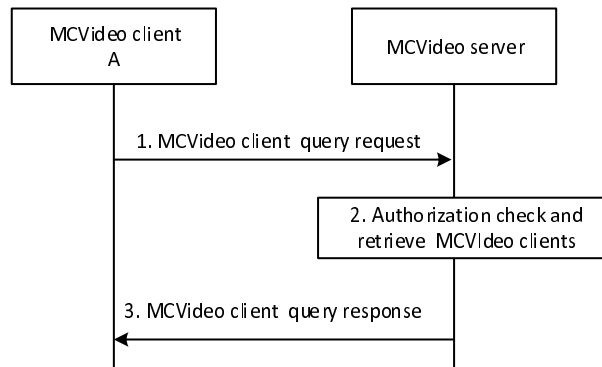 MCVideo client
A
MCVideo server
1. MCVideo client query request
2. Authorization check and
retrieve MCVIdeo clients
3. MCVideo client query response